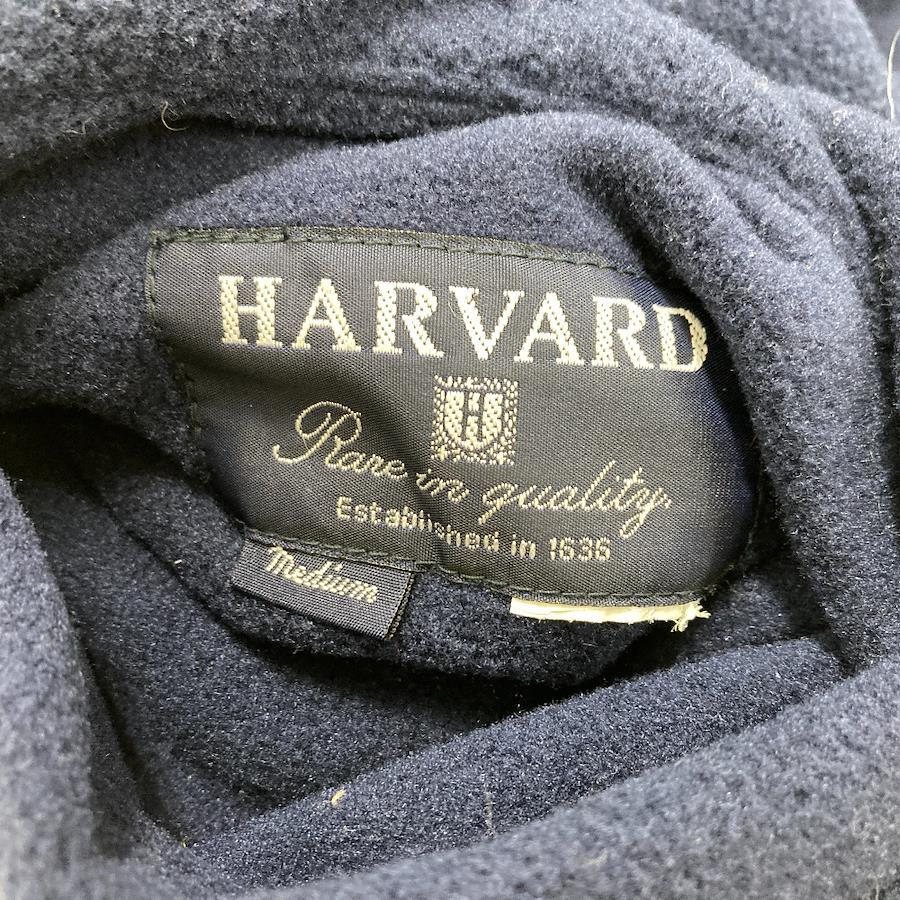 HARVARD
H
Rare in quality.
Established in 1636
Medium